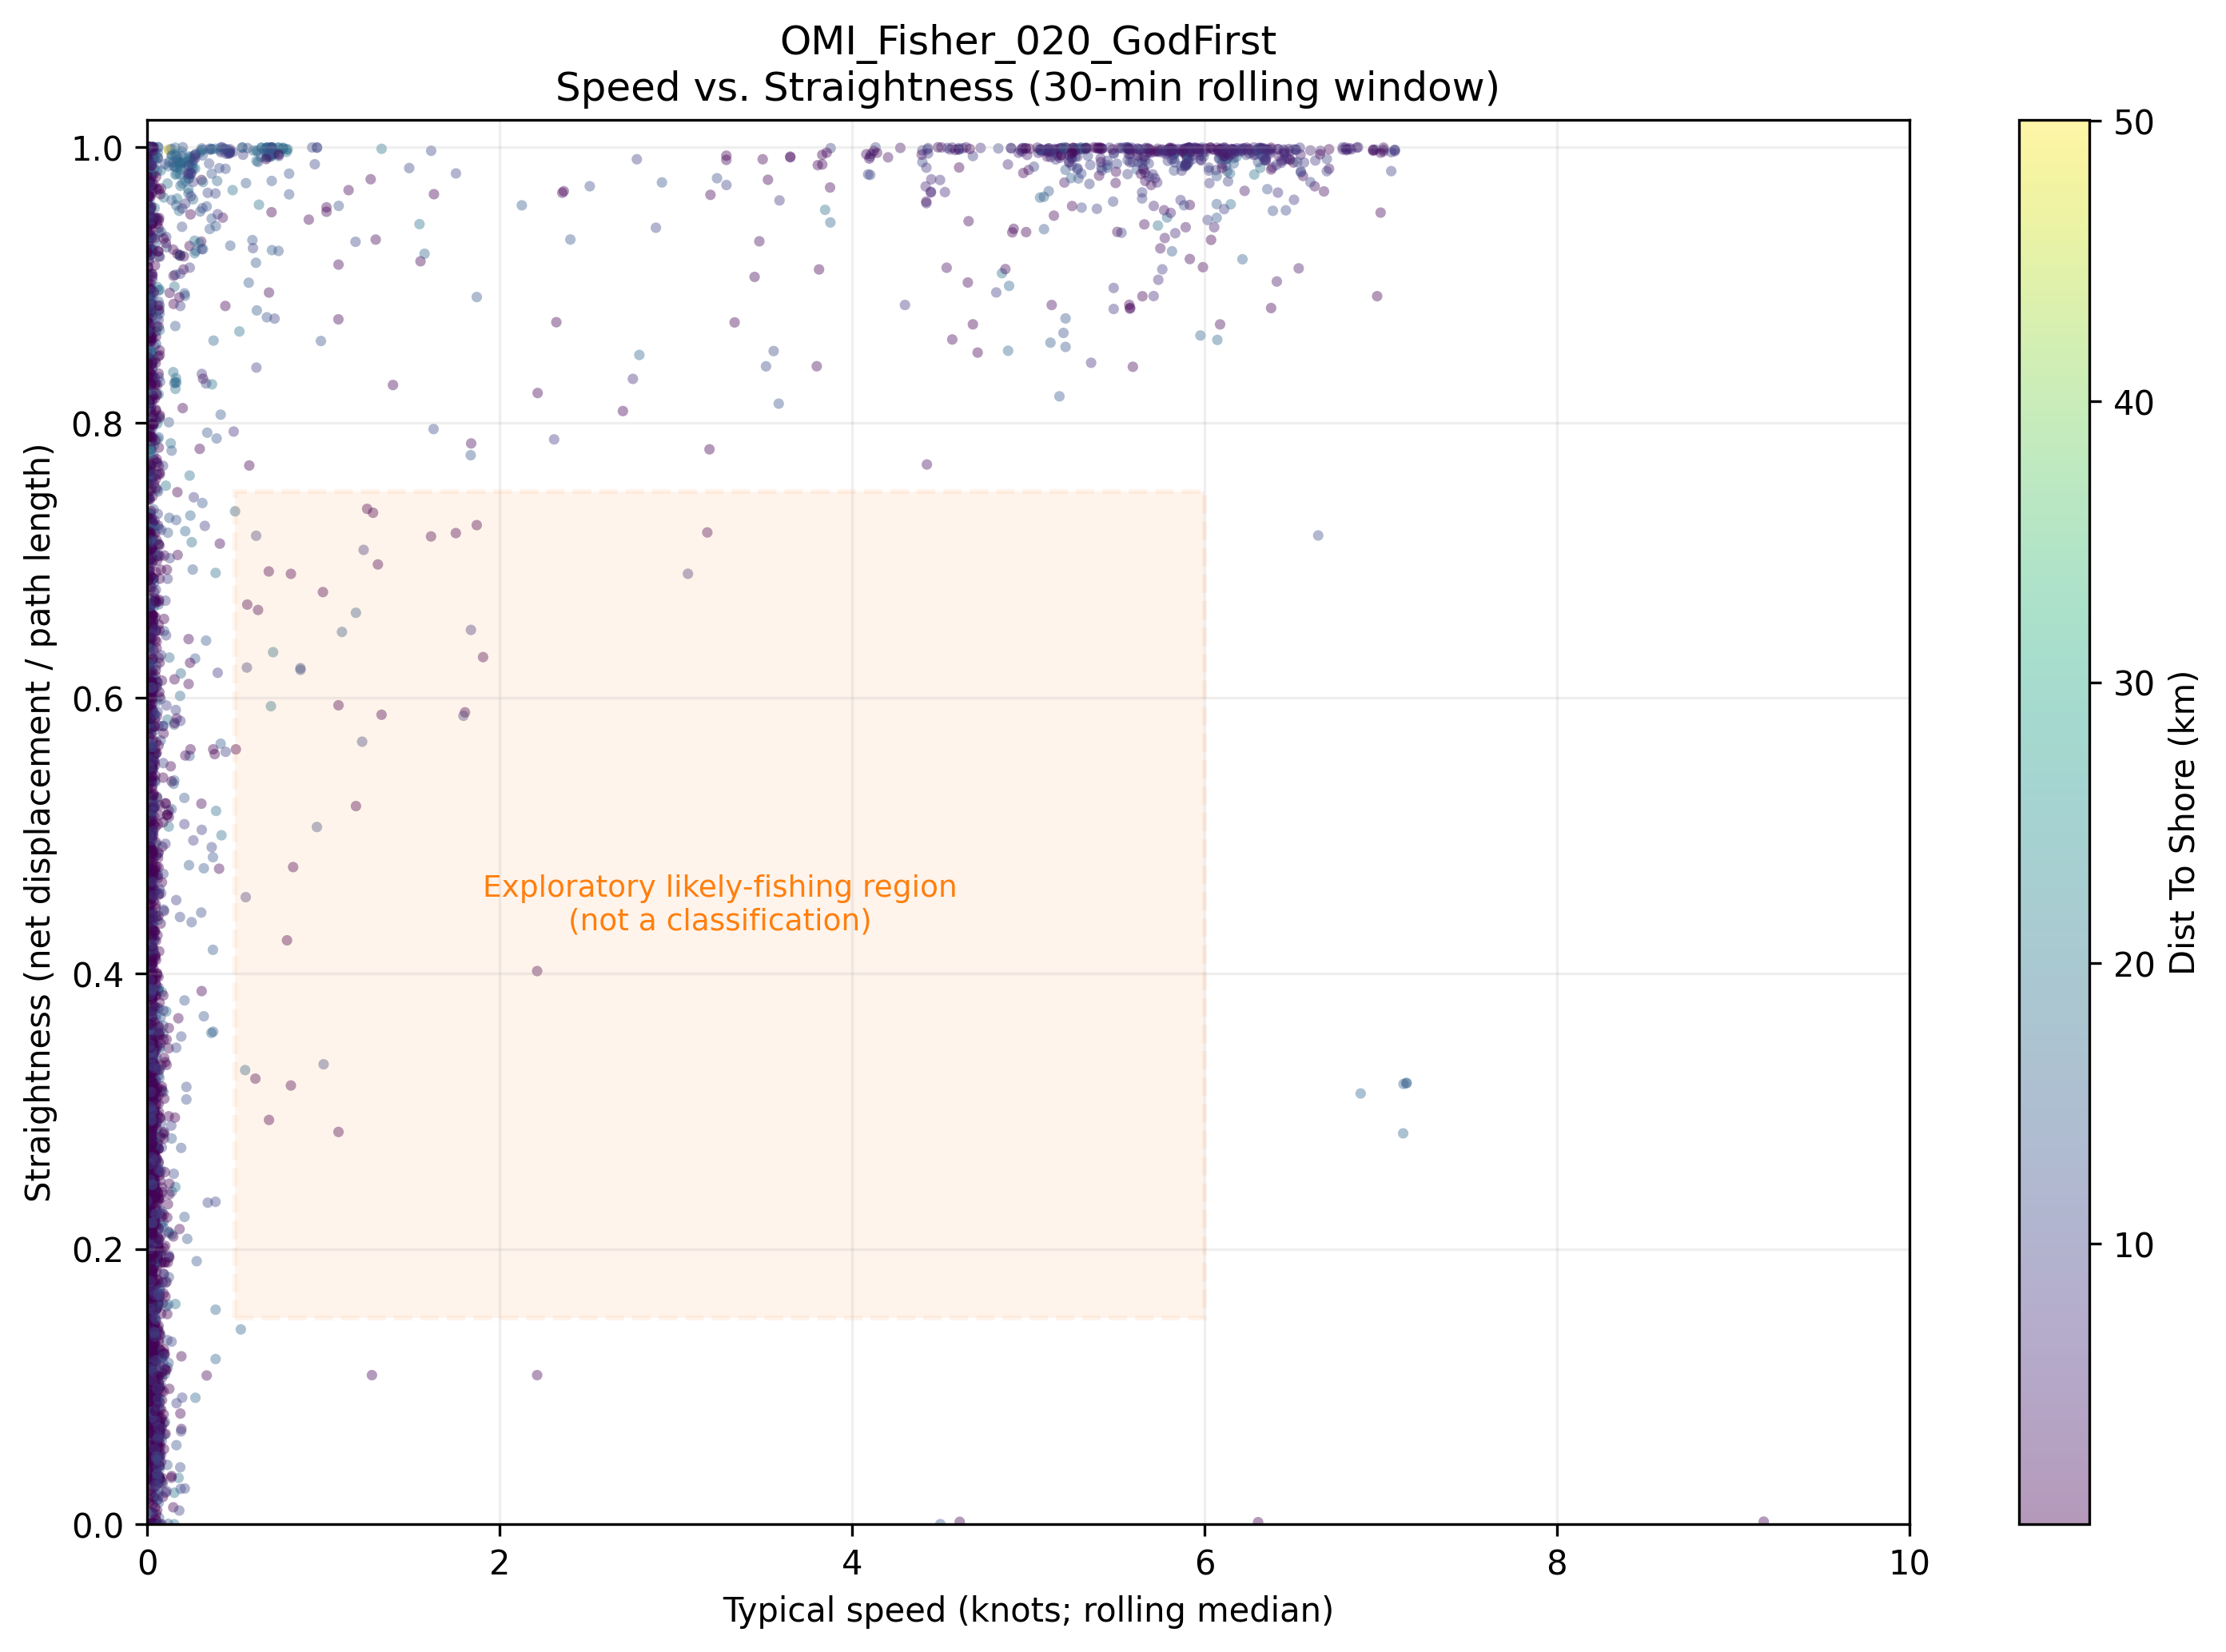 OMI_Fisher_020_GodFirst
Speed vs. Straightness (30-min rolling window)
1.0
0.8
0.6
0.4
0.2
0.0
Straightness (net displacement / path length)
Exploratory likely-fishing region
(not a classification)
0
2
4
6
8
10
Typical speed (knots; rolling median)
50
40
30
20
10
Dist To Shore (km)